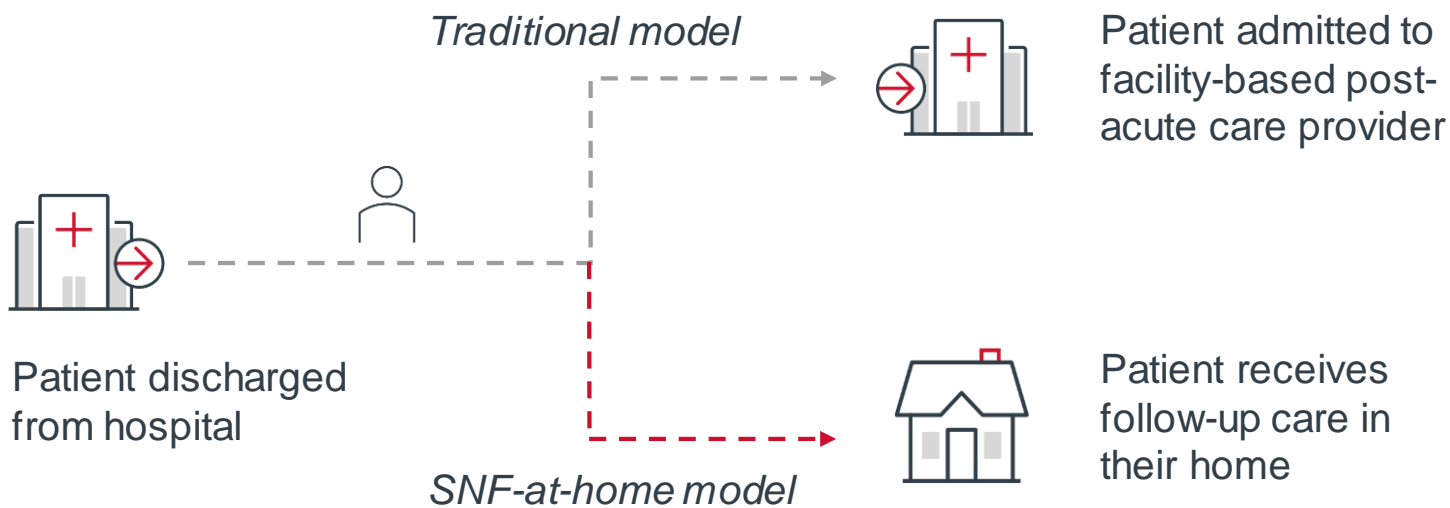 Traditional model
Patient admitted to
facility-based post-
acute care provider
Patient discharged
from hospital
Patient receives
follow-up care in
their home
SNF-at-home model